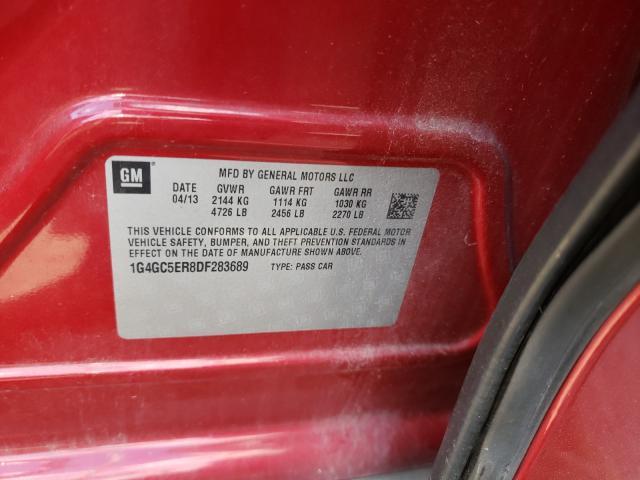 GM
MFD BY GENERAL MOTORS LLC
DATE GVWR GAWR FRT GAWR RR
04/13 2144 KG 1114 KG 1030 KG
4726 LB 2456 LB 2270 LB
THIS VEHICLE CONFORMS TO ALL APPLICABLE U.S. FEDERAL MOTOR
VEHICLE SAFETY, BUMPER, AND THEFT PREVENTION STANDARDS IN
EFFECT ON THE DATE OF MANUFACTURE SHOWN ABOVE.
1G4GC5ER8DF283689 TYPE: PASS CAR